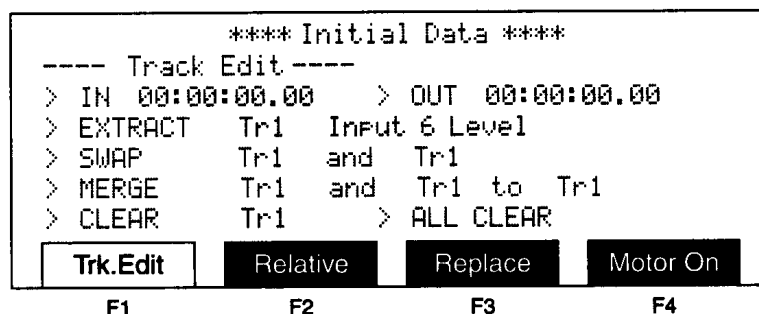 **** Initial Data ****
---- Track Edit ----
> IN 00:00:00.00 > OUT 00:00:00.00
> EXTRACT Tr1 Input 6 Level
> SWAP Tr1 and Tr1
> MERGE Tr1 and Tr1 to Tr1
> CLEAR Tr1 > ALL CLEAR
Trk.Edit Relative Replace Motor On
F1 F2 F3 F4